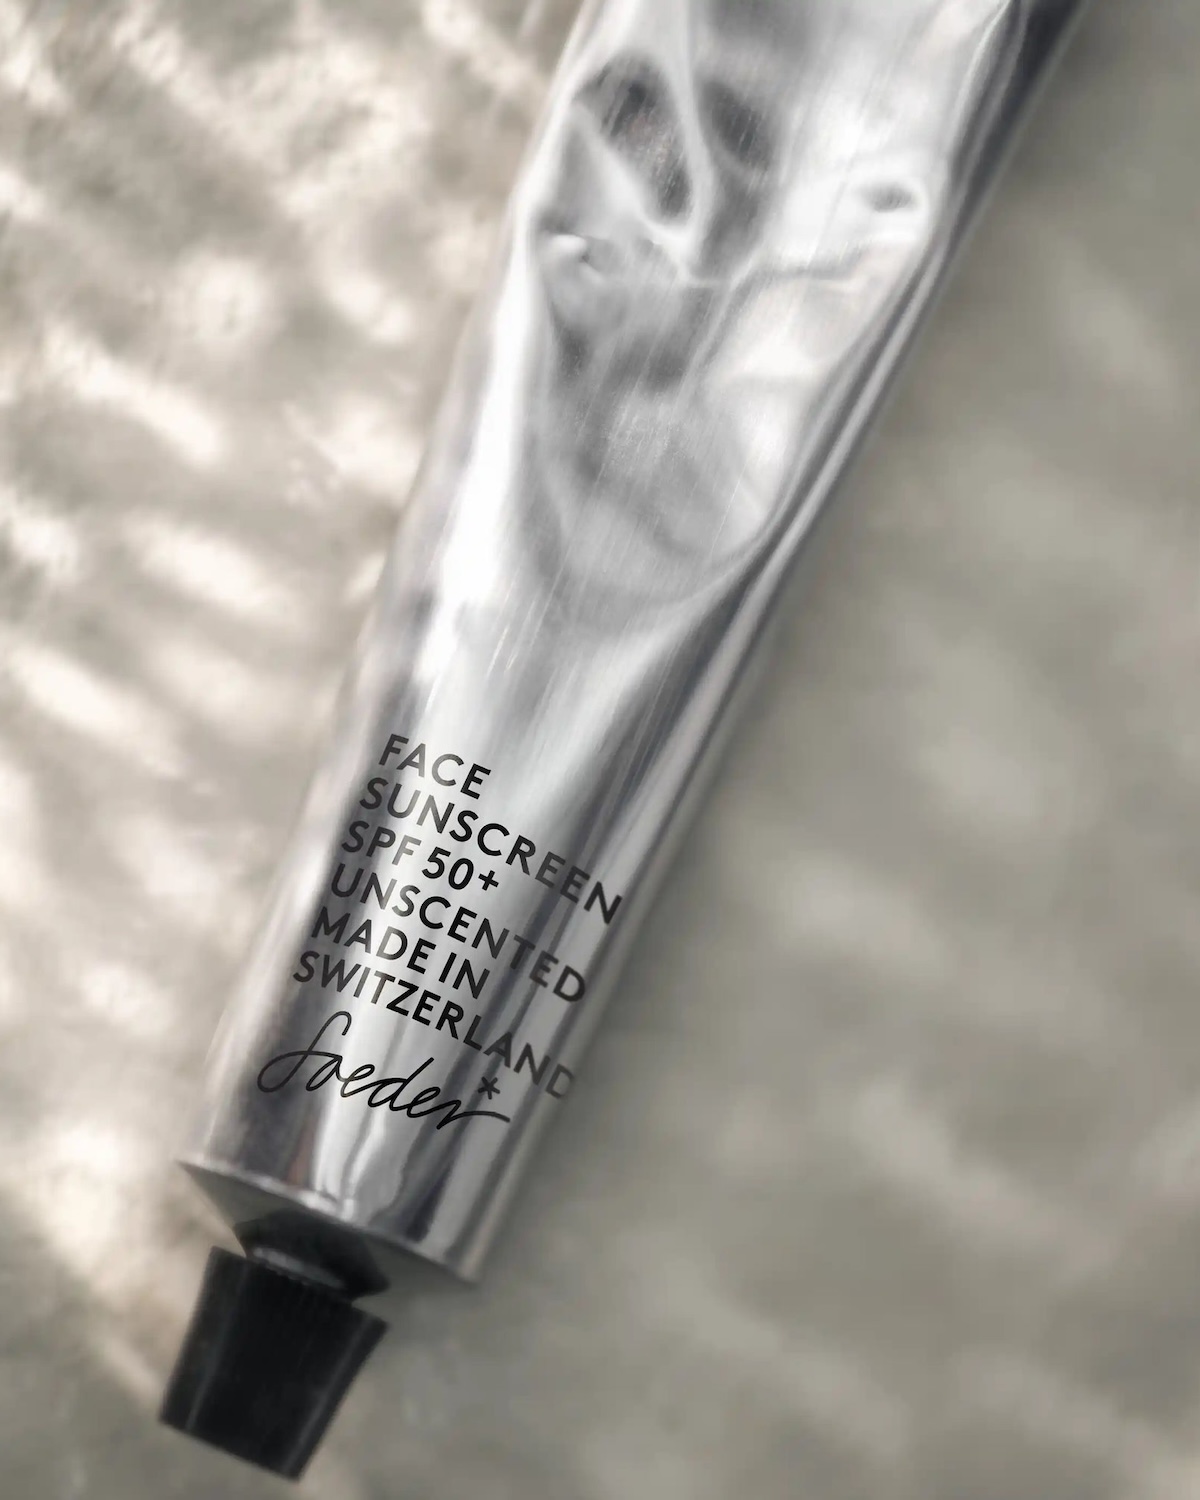 FACE
SUNSCREEN
SPF 50+
UNSCENTED
MADE IN
SWITZERLAND
Soeder*